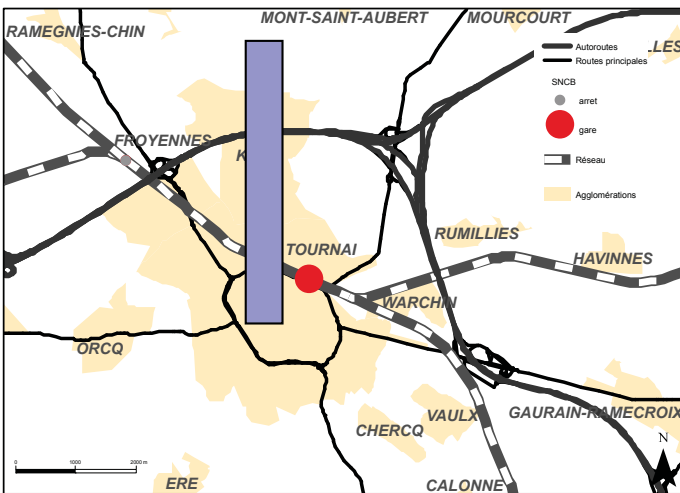 MONT-SAINT-AUBERT
MOURCOURT
RAMEGNIES-CHIN
Autoroutes
Routes principales
SNCB
arret
gare
Réseau
Agglomérations
FROYENNES
TOURNAI
RUMILLIES
HAVINNES
WARCHIN
ORCQ
GAURAIN-RAMECROIX
VAULX
CHERCQ
CALONNE
ERE
N
0 1000 2000 m